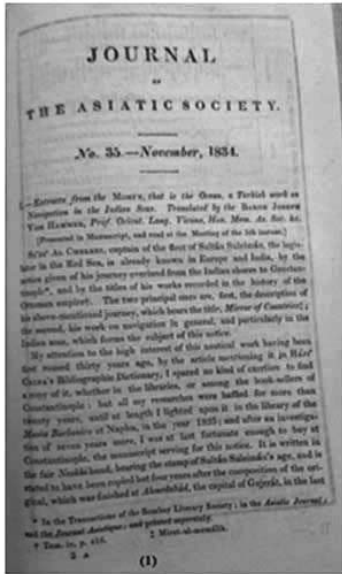 JOURNAL
OF
THE ASIATIC SOCIETY.
No. 35.—November, 1834.
I.—Extracts from the Mohit, that is the Ocean, a Turkish work on
Navigation in the Indian Seas. Translated by the Baron Joseph
Von Hammer, Prof. Orient. Lang. Vienna, Hon. Mem. As. Soc. &c.
[Presented in Manuscript, and read at the Meeting of the 5th instant.]
captain of the fleet of Sultán Suleimán, the legis-
lator in the Red Sea, is already known in Europe and India, by the
notice given of his journey overland from the Indian shores to Constan-
tinople*, and by the titles of his works recorded in the history of the
Ottoman empire†. The two principal ones are, first, the description of
his above-mentioned journey, which bears the title, Mirror of Countries‡;
the second, his work on navigation in general, and particularly in the
Indian seas, which forms the subject of this notice.
My attention to the high interest of this nautical work having been
first roused thirty years ago, by the article mentioning it in
Bibliographic Dictionary, I spared no kind of exertion to find
a copy of it, whether in the libraries, or among the book-sellers of
Constantinople: but all my researches were baffled for more than
twenty years, until at length I lighted upon it in the library of the
at Naples, in the year 1825; and after an investiga-
tion of seven years more, I was at last fortunate enough to buy at
Constantinople, the manuscript serving for this notice. It is written in
the fair hand, bearing the stamp of Sultán Suleimán's age, and is
stated to have been copied but four years after the composition of the ori-
ginal, which was finished at the capital of Gujerát, in the last
* In the Transactions of the Bombay Literary Society; in the Asiatic Journal;
and the Journal Asiatique; and printed separately.
† Tom. iv. p.
2 A
(1)